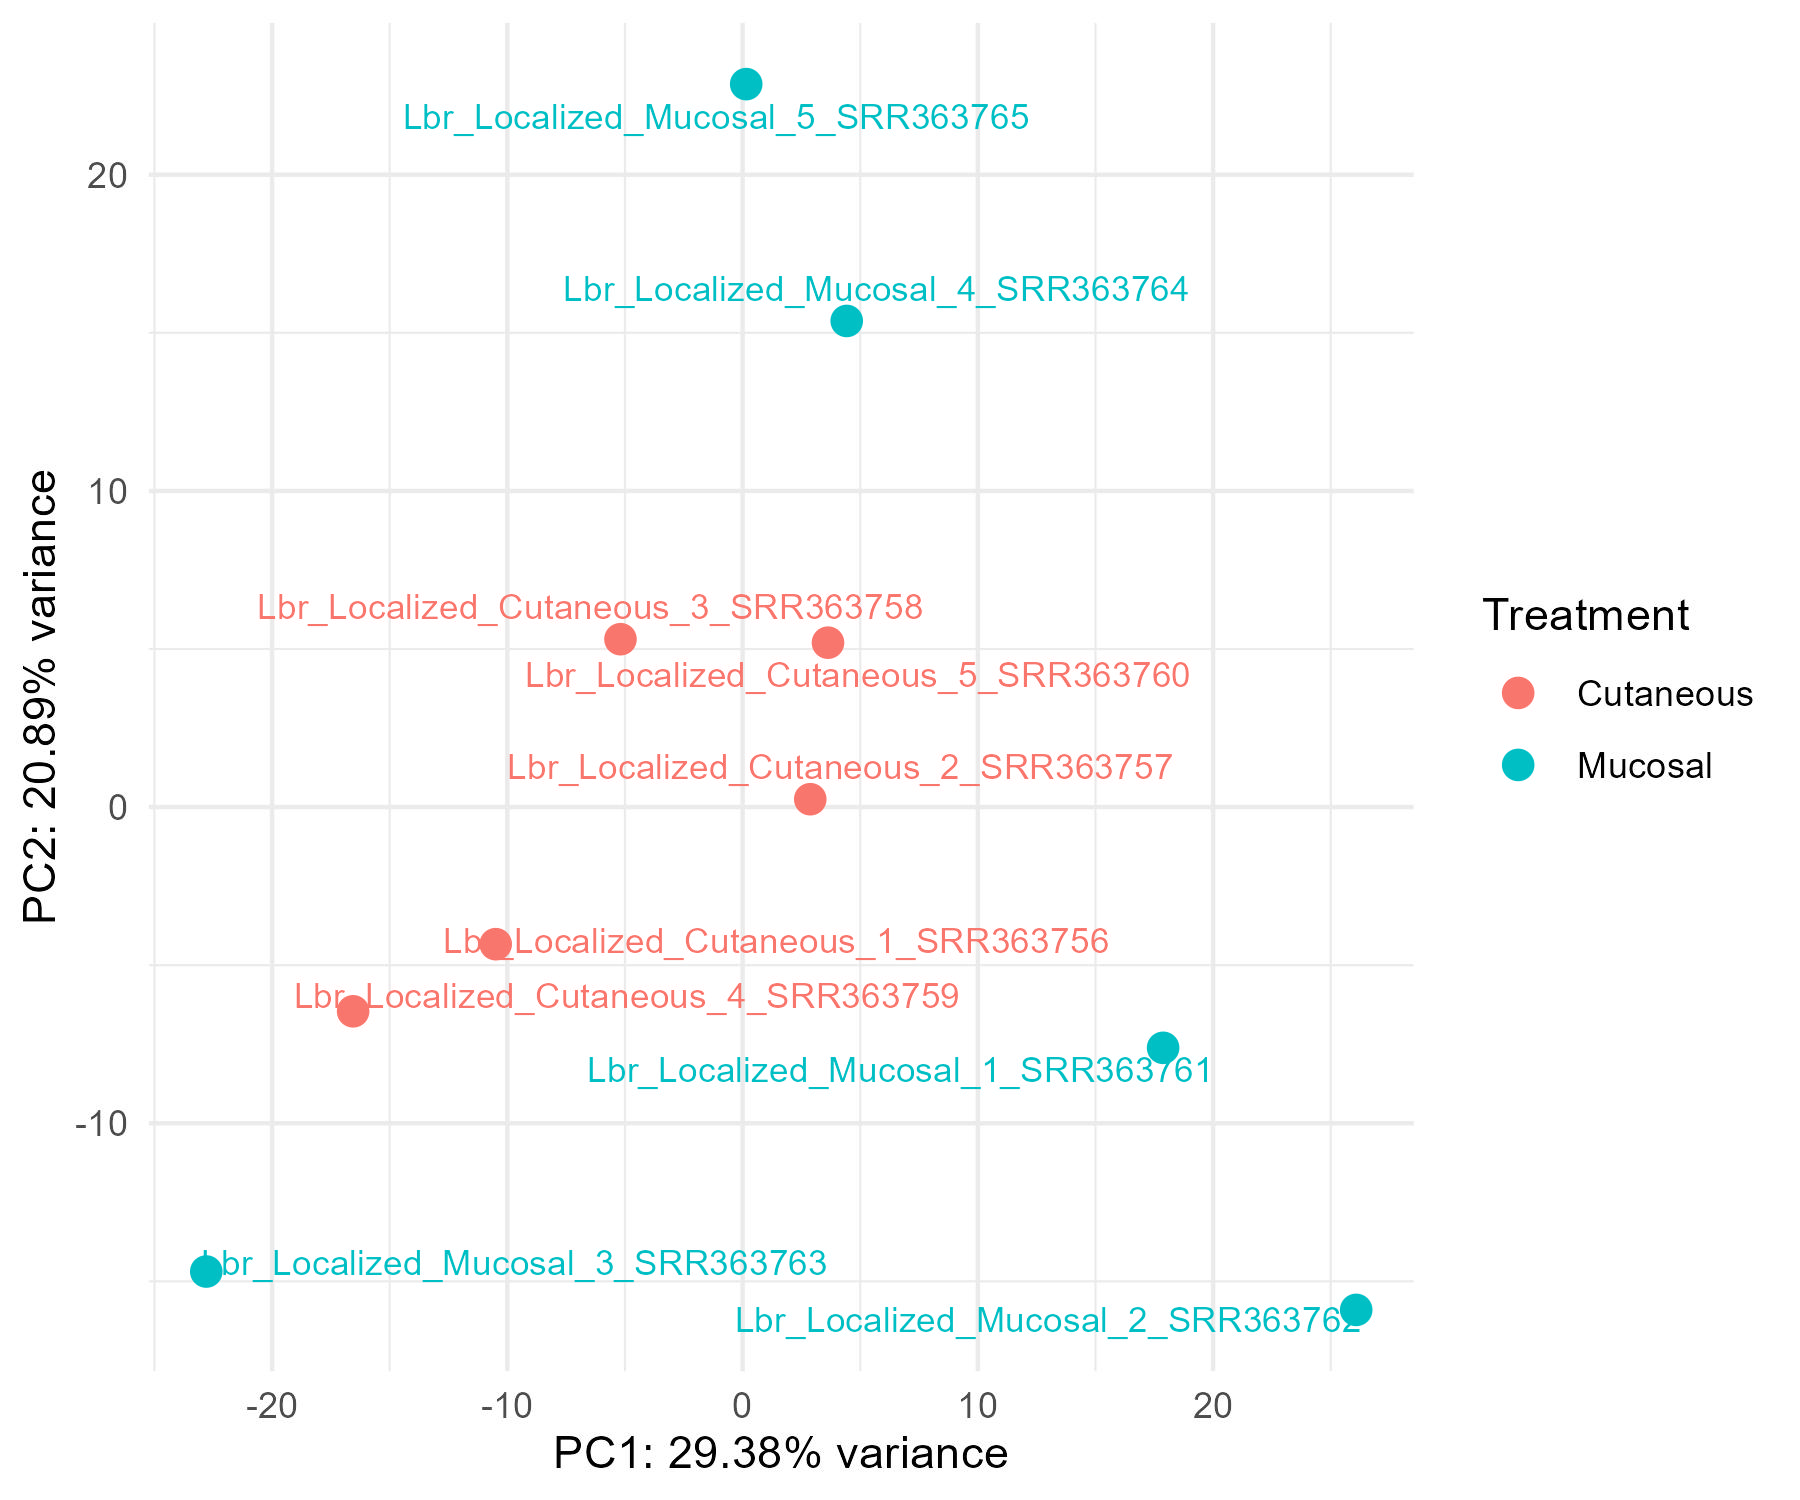 Lbr_Localized_Mucosal_5_SRR363765
20
Lbr_Localized_Mucosal_4_SRR363764
10
Lbr_Localized_Cutaneous_3_SRR363758
Lbr_Localized_Cutaneous_5_SRR363760
Lbr_Localized_Cutaneous_2_SRR363757
0
Lbr_Localized_Cutaneous_1_SRR363756
Lbr_Localized_Cutaneous_4_SRR363759
Lbr_Localized_Mucosal_1_SRR363761
-10
Lbr_Localized_Mucosal_3_SRR363763
Lbr_Localized_Mucosal_2_SRR363762
-20 -10 0 10 20
PC1: 29.38% variance
PC2: 20.89% variance
Treatment
Cutaneous
Mucosal